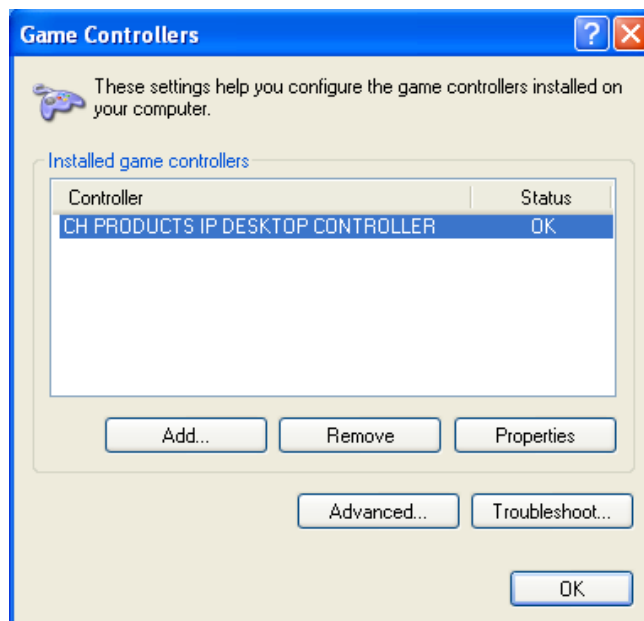 Game Controllers
These settings help you configure the game controllers installed on
your computer.
Installed game controllers
Controller Status
CH PRODUCTS IP DESKTOP CONTROLLER OK
Add... Remove Properties
Advanced... Troubleshoot...
OK